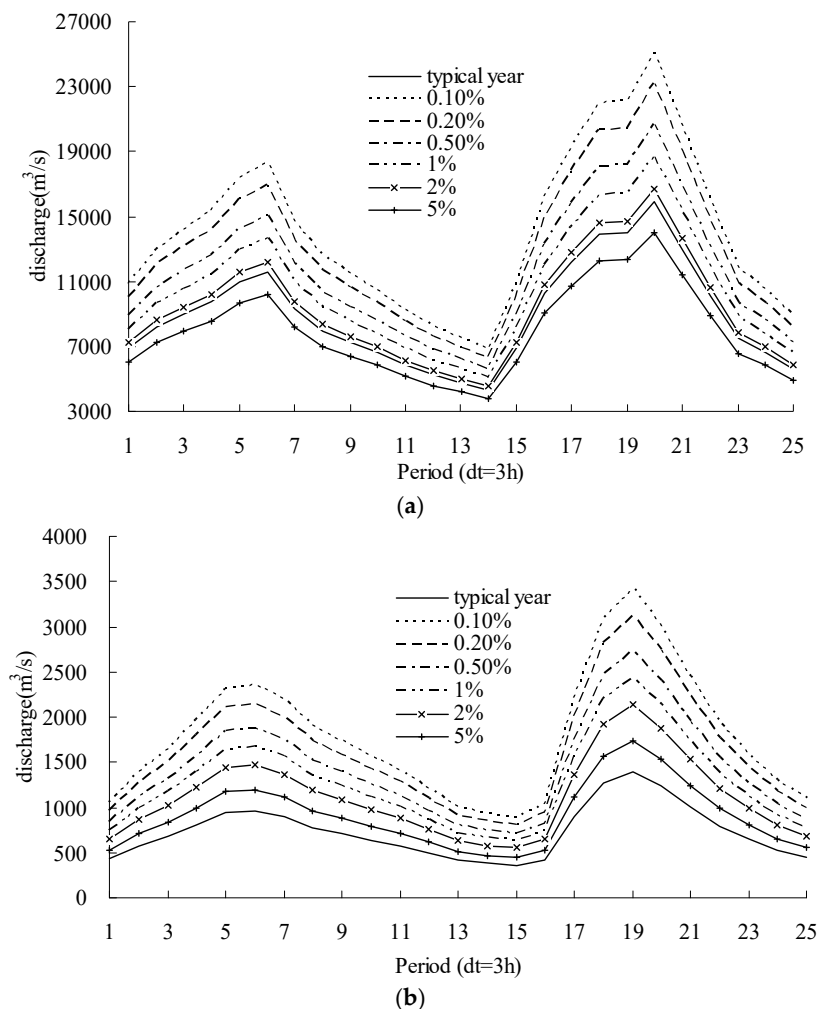 27000
23000
19000
15000
11000
7000
3000
discharge(m³/s)
typical year
0.10%
0.20%
0.50%
1%
2%
5%
1 3 5 7 9 11 13 15 17 19 21 23 25
Period (dt=3h)
(a)
4000
3500
3000
2500
2000
1500
1000
500
0
discharge(m³/s)
typical year
0.10%
0.20%
0.50%
1%
2%
5%
1 3 5 7 9 11 13 15 17 19 21 23 25
Period (dt=3h)
(b)